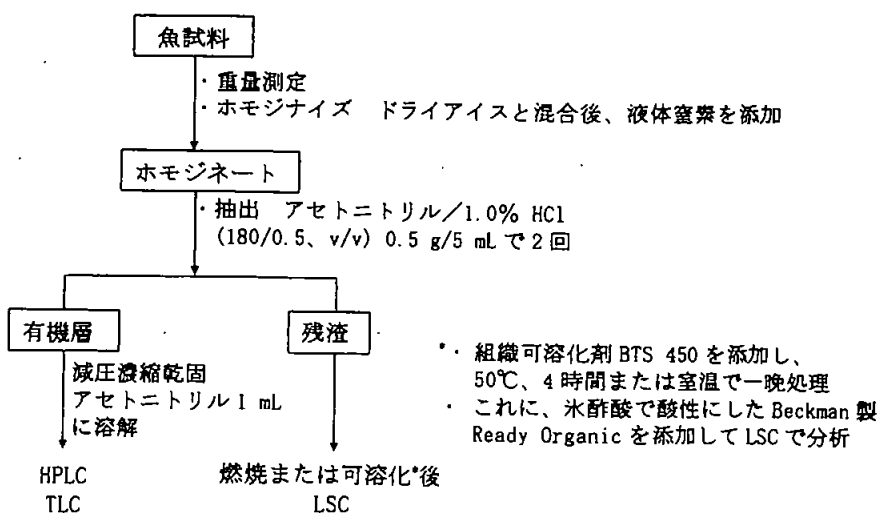 魚試料
・重量測定
・ホモジナイズ ドライアイスと混合後、液体窒素を添加
ホモジネート
・抽出 アセトニトリル/1.0% HCl
(180/0.5、v/v) 0.5 g/5 mLで2回
有機層
残渣
減圧濃縮乾固
アセトニトリル1 mL
に溶解
HPLC
TLC
燃焼または可溶化*後
LSC
*・ 組織可溶化剤 BTS 450 を添加し、
50℃、4時間または室温で一晩処理
・ これに、氷酢酸で酸性にした Beckman 製
Ready Organic を添加して LSC で分析